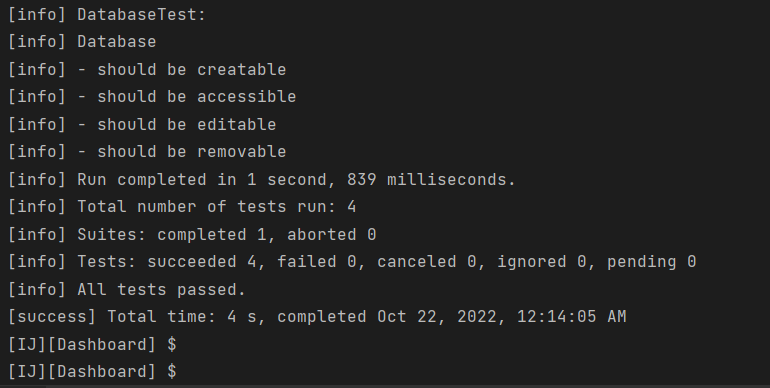 [info] DatabaseTest:
[info] Database
[info] - should be creatable
[info] - should be accessible
[info] - should be editable
[info] - should be removable
[info] Run completed in 1 second, 839 milliseconds.
[info] Total number of tests run: 4
[info] Suites: completed 1, aborted 0
[info] Tests: succeeded 4, failed 0, canceled 0, ignored 0, pending 0
[info] All tests passed.
[success] Total time: 4 s, completed Oct 22, 2022, 12:14:05 AM
[IJ][Dashboard] $
[IJ][Dashboard] $